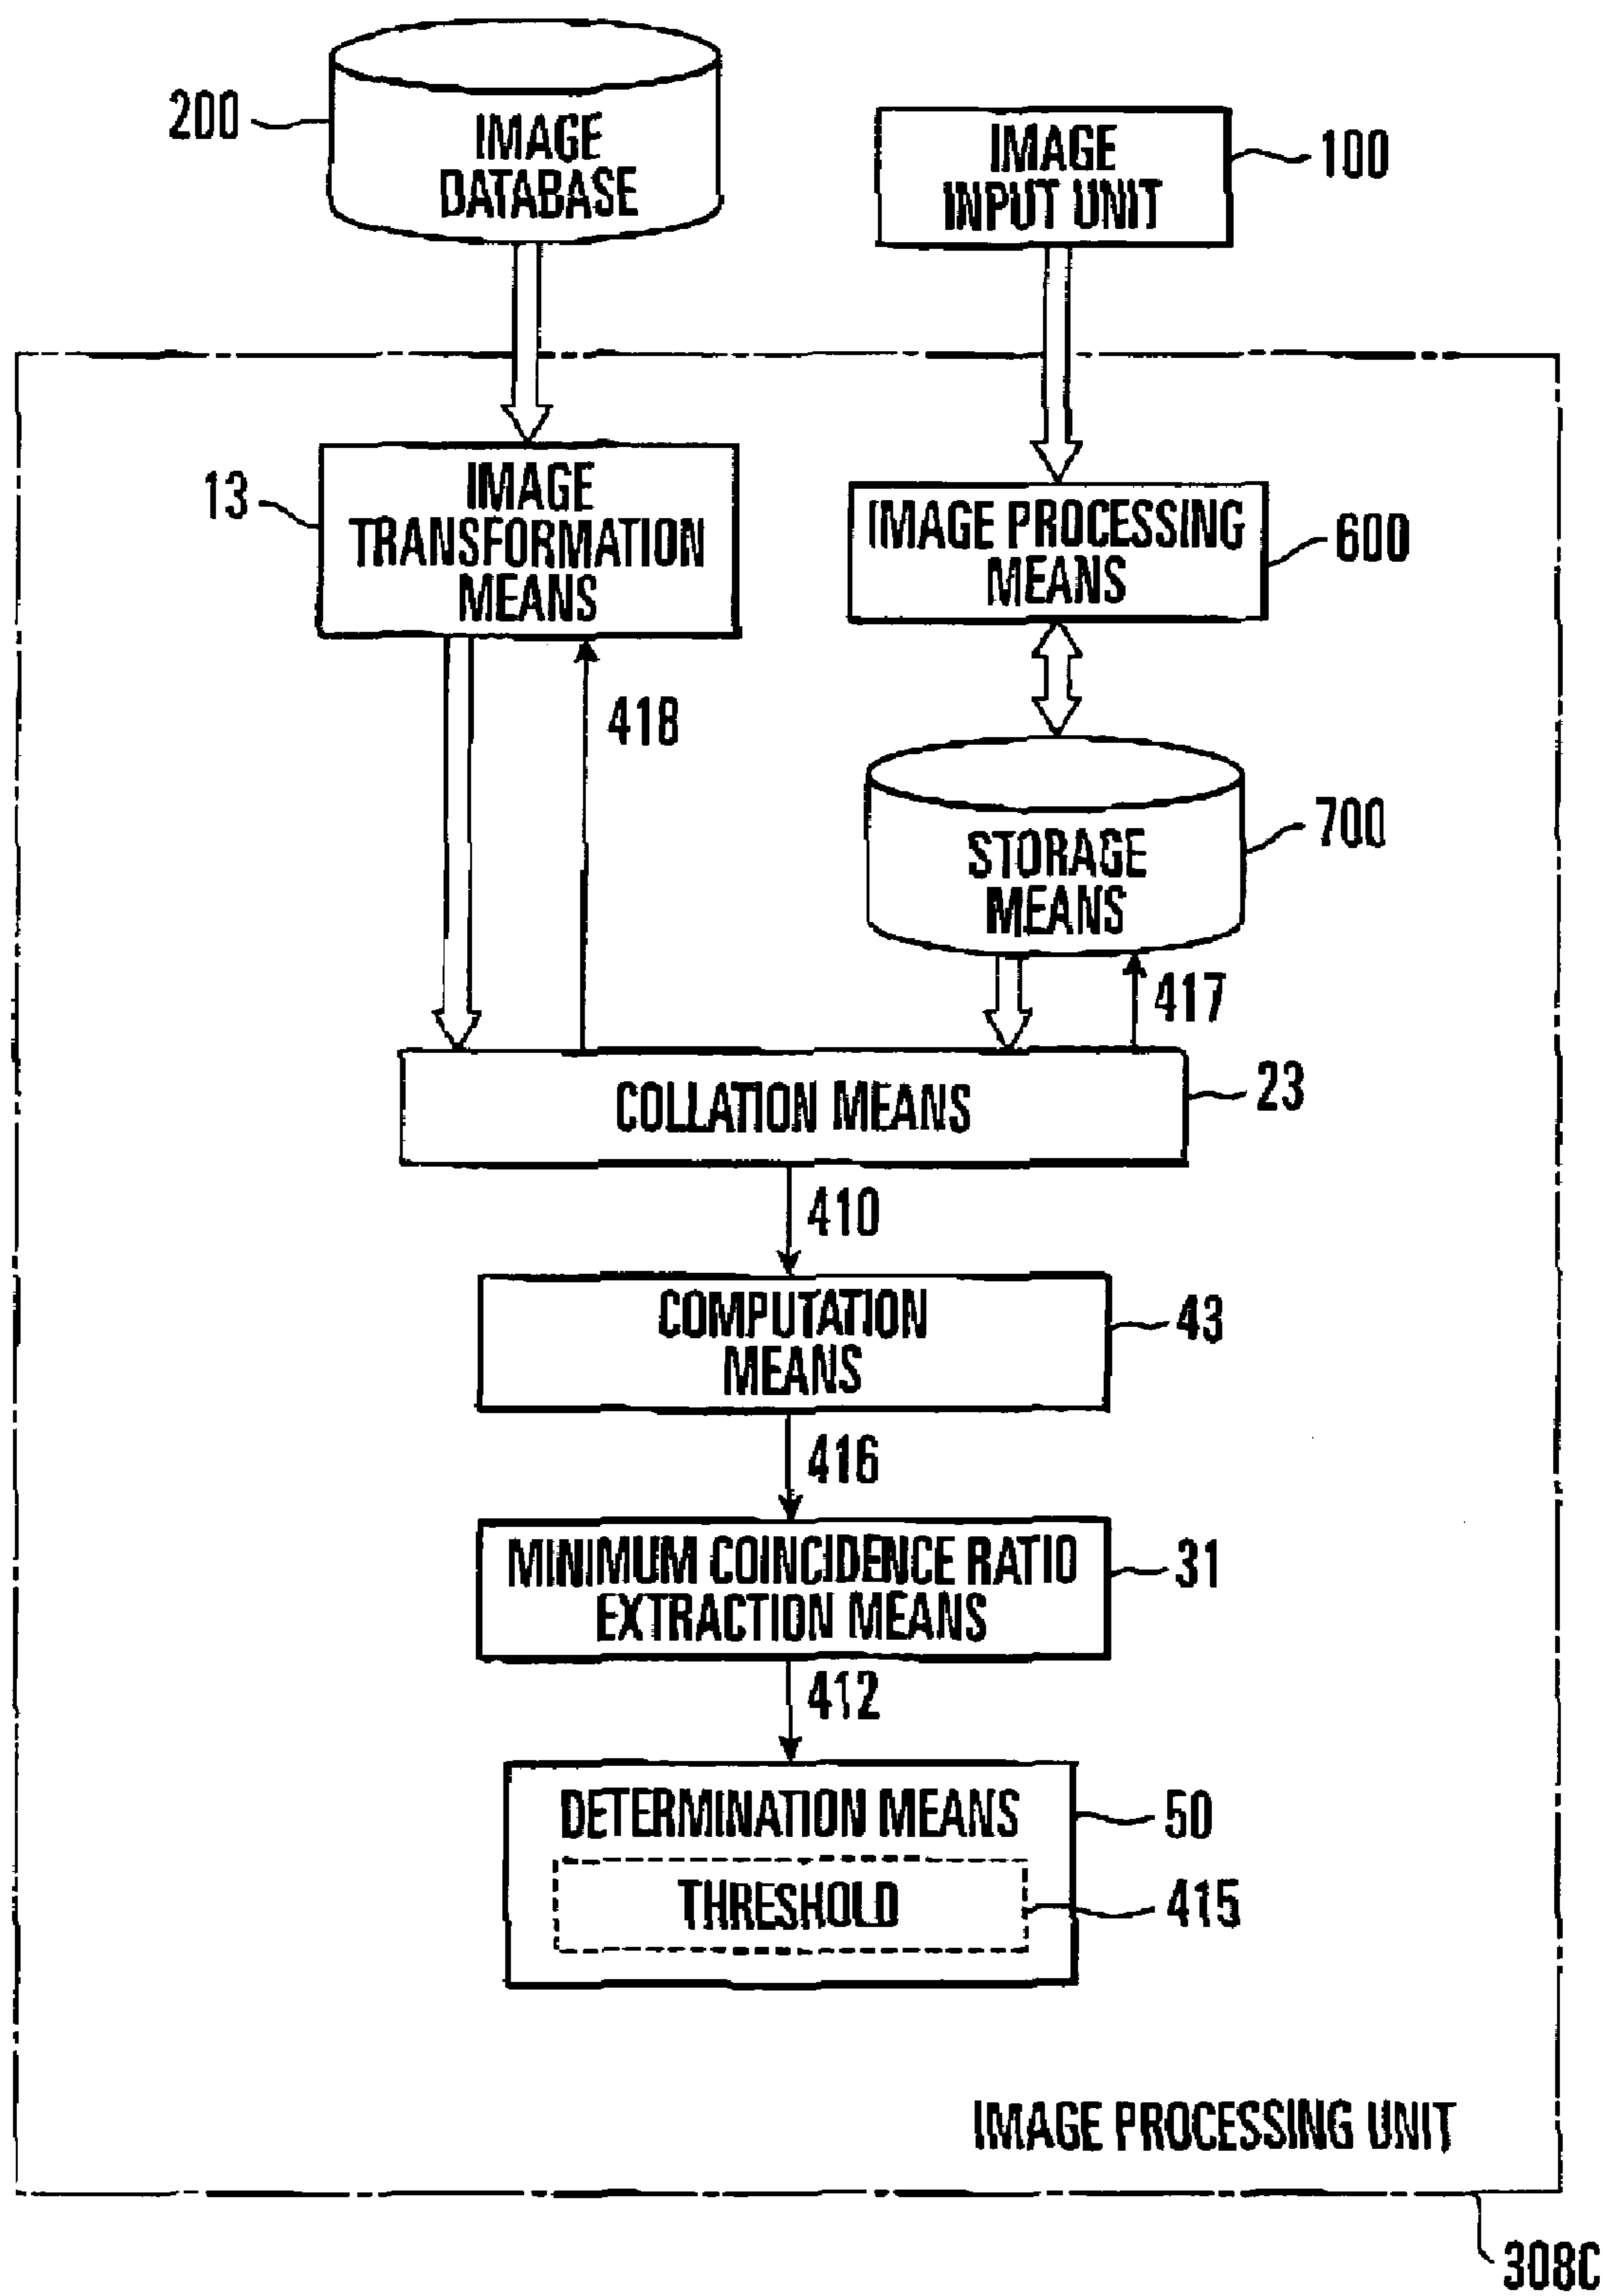 200
IMAGE
DATABASE
IMAGE
INPUT UNIT
100
13
IMAGE
TRANSFORMATION
MEANS
IMAGE PROCESSING
MEANS
600
418
STORAGE
MEANS
700
417
COLLATION MEANS
23
410
COMPUTATION
MEANS
43
416
MINIMUM COINCIDENCE RATIO
EXTRACTION MEANS
31
412
DETERMINATION MEANS
50
THRESHOLD
415
IMAGE PROCESSING UNIT
308C